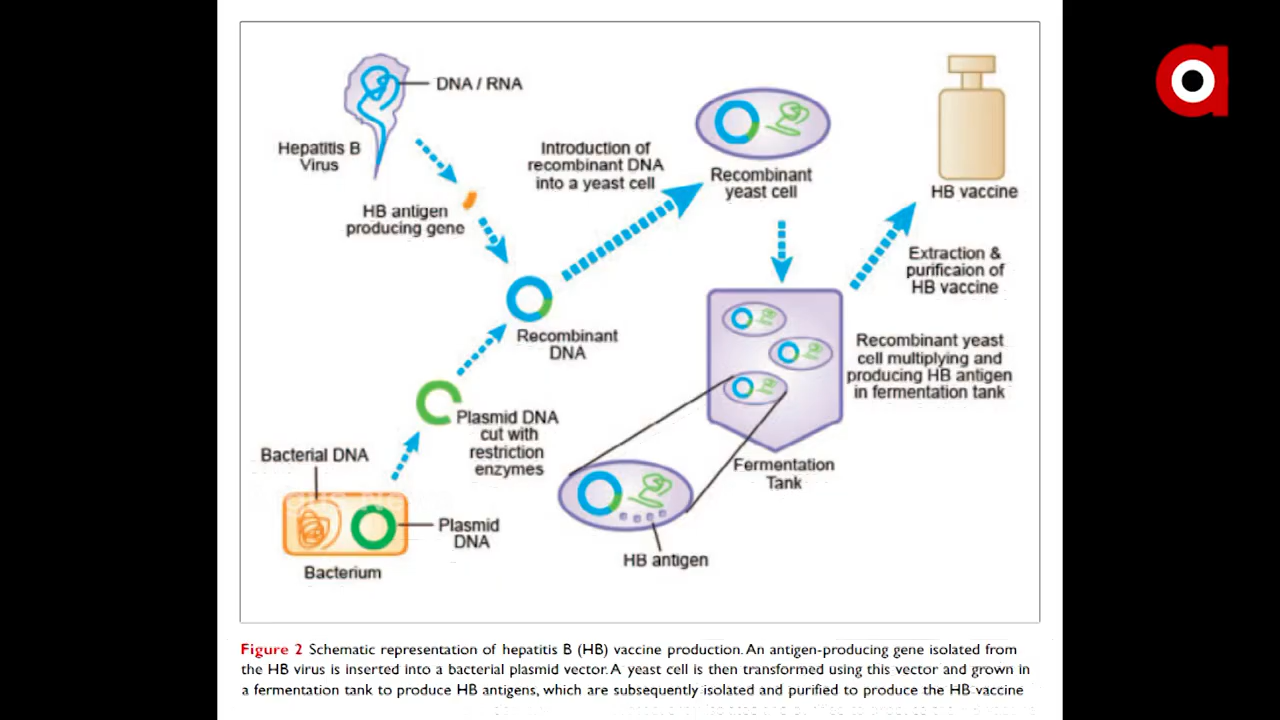 DNA / RNA
Hepatitis B
Virus
HB antigen
producing gene
Introduction of
recombinant DNA
into a yeast cell
Recombinant
yeast cell
HB vaccine
Extraction &
purificaion of
HB vaccine
Recombinant
DNA
Recombinant yeast
cell multiplying and
producing HB antigen
in fermentation tank
Plasmid DNA
cut with
restriction
enzymes
Fermentation
Tank
Bacterial DNA
Plasmid
DNA
Bacterium
HB antigen
Figure 2 Schematic representation of hepatitis B (HB) vaccine production. An antigen-producing gene isolated from
the HB virus is inserted into a bacterial plasmid vector. A yeast cell is then transformed using this vector and grown in
a fermentation tank to produce HB antigens, which are subsequently isolated and purified to produce the HB vaccine